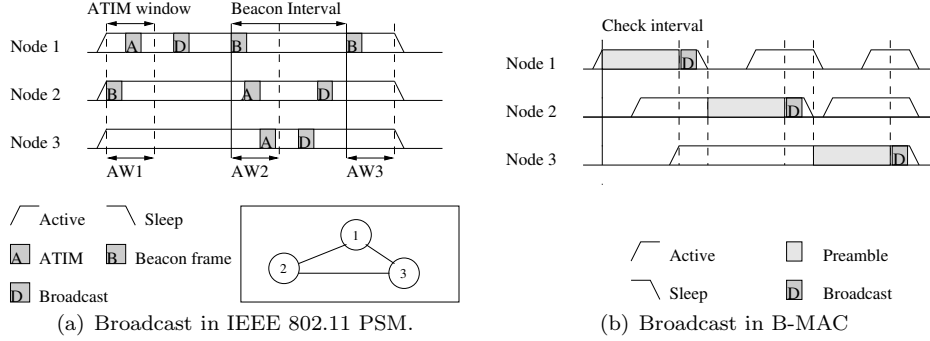 ATIM window
Beacon Interval
Node 1
A
D
B
B
Node 2
B
A
D
Node 3
A
D
AW1
AW2
AW3
Active
Sleep
A ATIM
B Beacon frame
D Broadcast
1
2
3
(a) Broadcast in IEEE 802.11 PSM.
Check interval
Node 1
D
Node 2
D
Node 3
D
Active
Preamble
Sleep
D Broadcast
(b) Broadcast in B-MAC